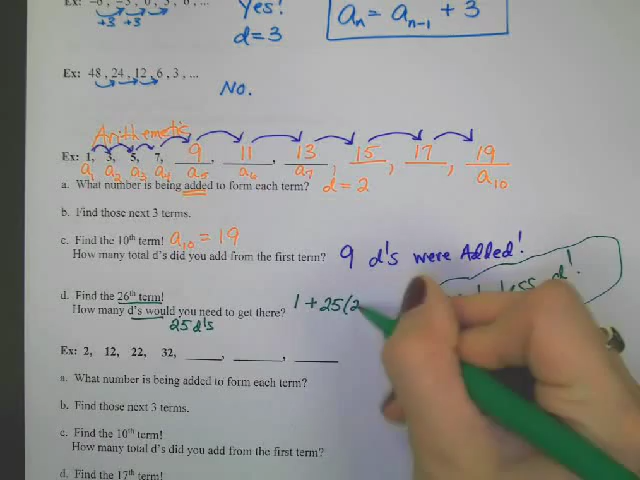 Ex: -6, -3, 0, 3, 6, ...
+3 +3
Yes!
d = 3
aₙ = aₙ₋₁ + 3
Ex: 48, 24, 12, 6, 3, ...
No.
Arithmetic
Ex: 1, 3, 5, 7, 9, 11, 13, 15, 17, 19
a₁ a₂ a₃ a₄ a₅ a₆ a₇ a₁₀
a. What number is being added to form each term? d = 2
b. Find those next 3 terms.
c. Find the 10th term! a₁₀ = 19
How many total d's did you add from the first term? 9 d's were Added!
less d!
d. Find the 26th term!
How many d's would you need to get there? 1 + 25(2
25 d's
Ex: 2, 12, 22, 32, ____, ____, ____
a. What number is being added to form each term?
b. Find those next 3 terms.
c. Find the 10th term!
How many total d's did you add from the first term?
d. Find the 17th term!